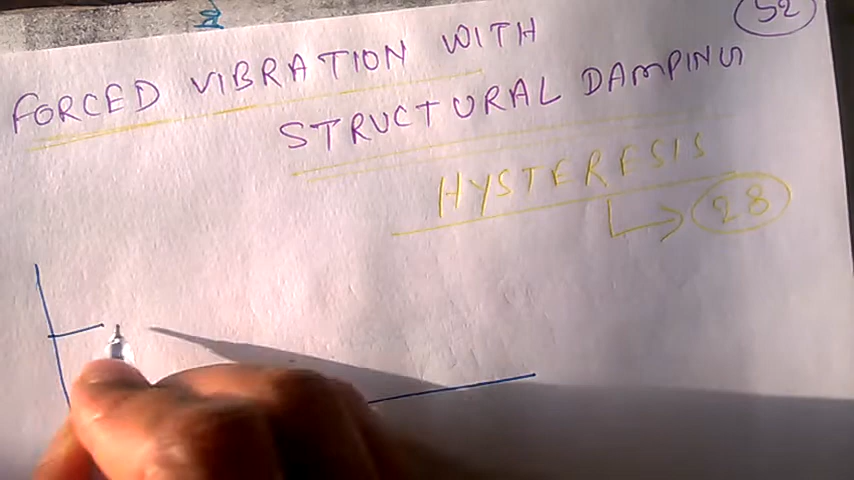 52
FORCED VIBRATION WITH
STRUCTURAL DAMPING
HYSTERESIS
28